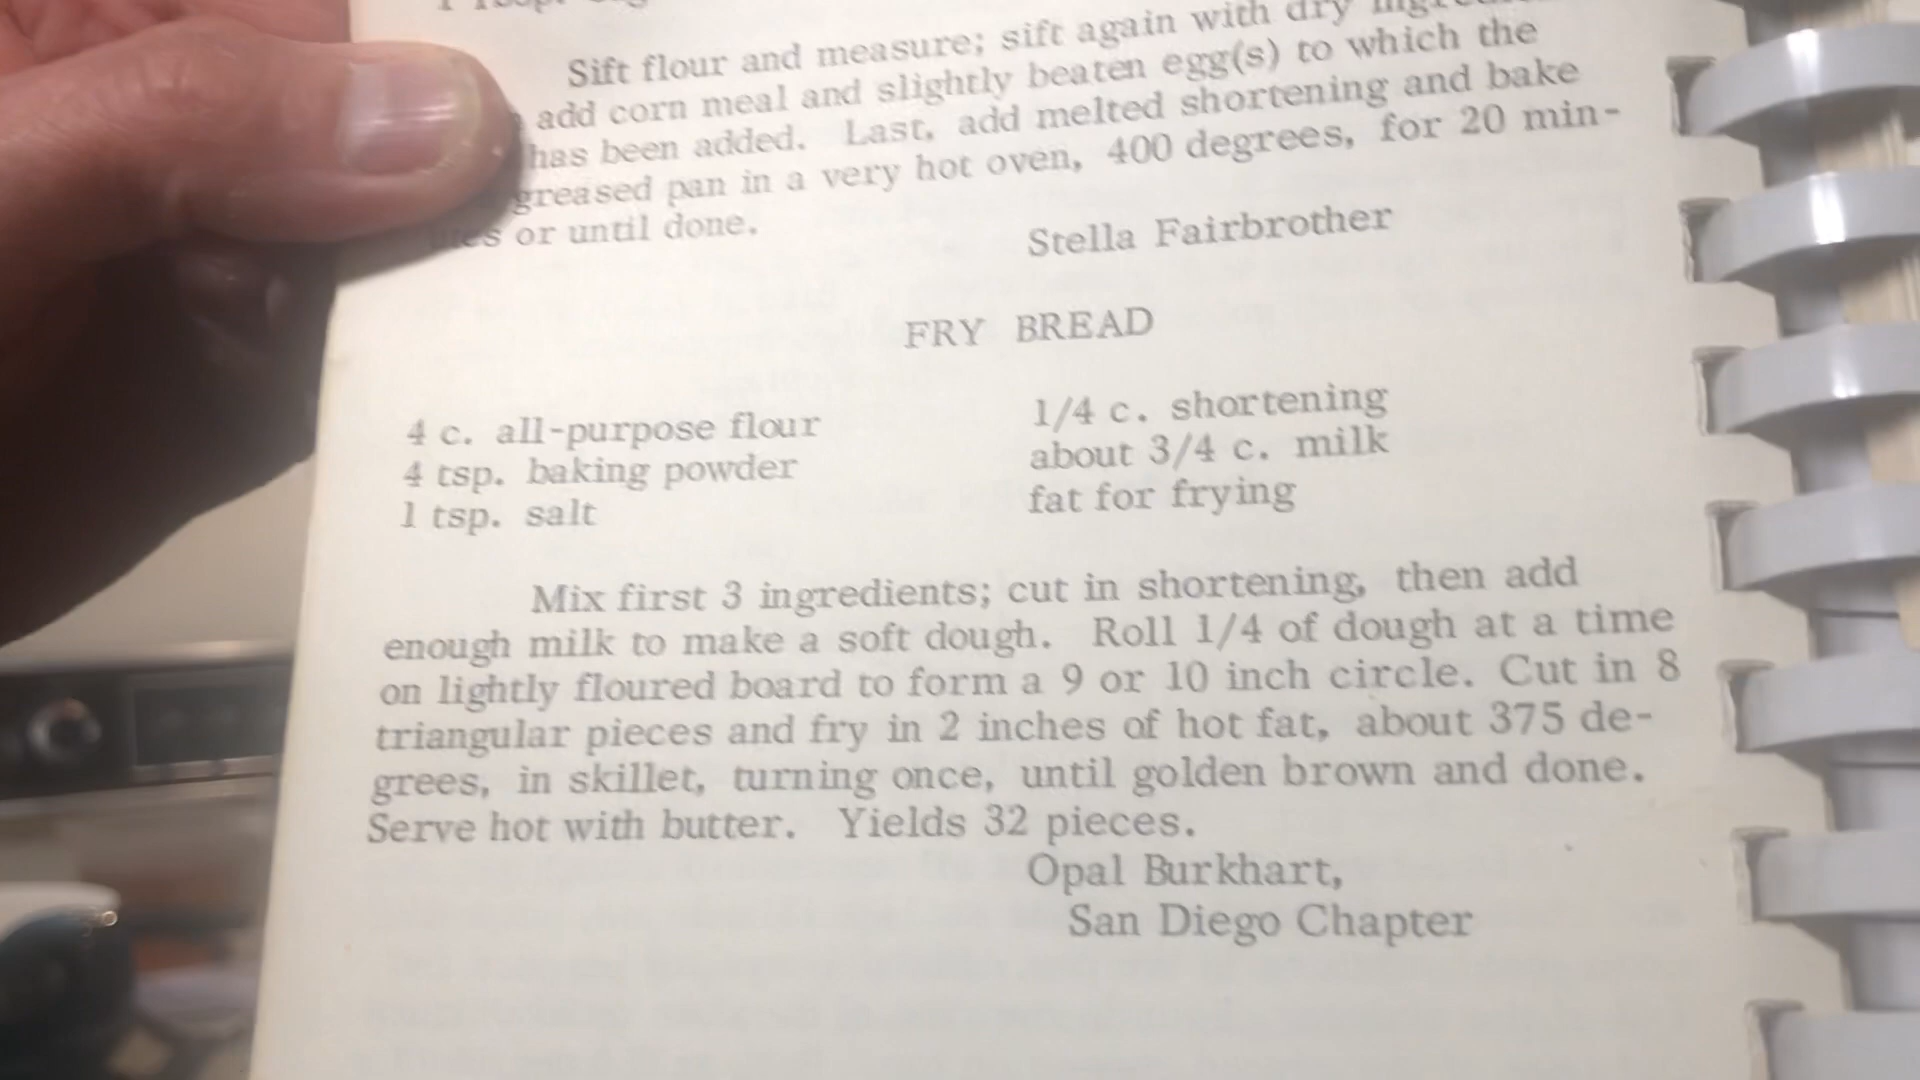 Sift flour and measure; sift again with dry
add corn meal and slightly beaten egg(s) to which the
has been added. Last, add melted shortening and bake
greased pan in a very hot oven, 400 degrees, for 20 min-
or until done.
Stella Fairbrother
FRY BREAD
4 c. all-purpose flour
4 tsp. baking powder
1 tsp. salt
1/4 c. shortening
about 3/4 c. milk
fat for frying
Mix first 3 ingredients; cut in shortening, then add
enough milk to make a soft dough. Roll 1/4 of dough at a time
on lightly floured board to form a 9 or 10 inch circle. Cut in 8
triangular pieces and fry in 2 inches of hot fat, about 375 de-
grees, in skillet, turning once, until golden brown and done.
Serve hot with butter. Yields 32 pieces.
Opal Burkhart,
San Diego Chapter